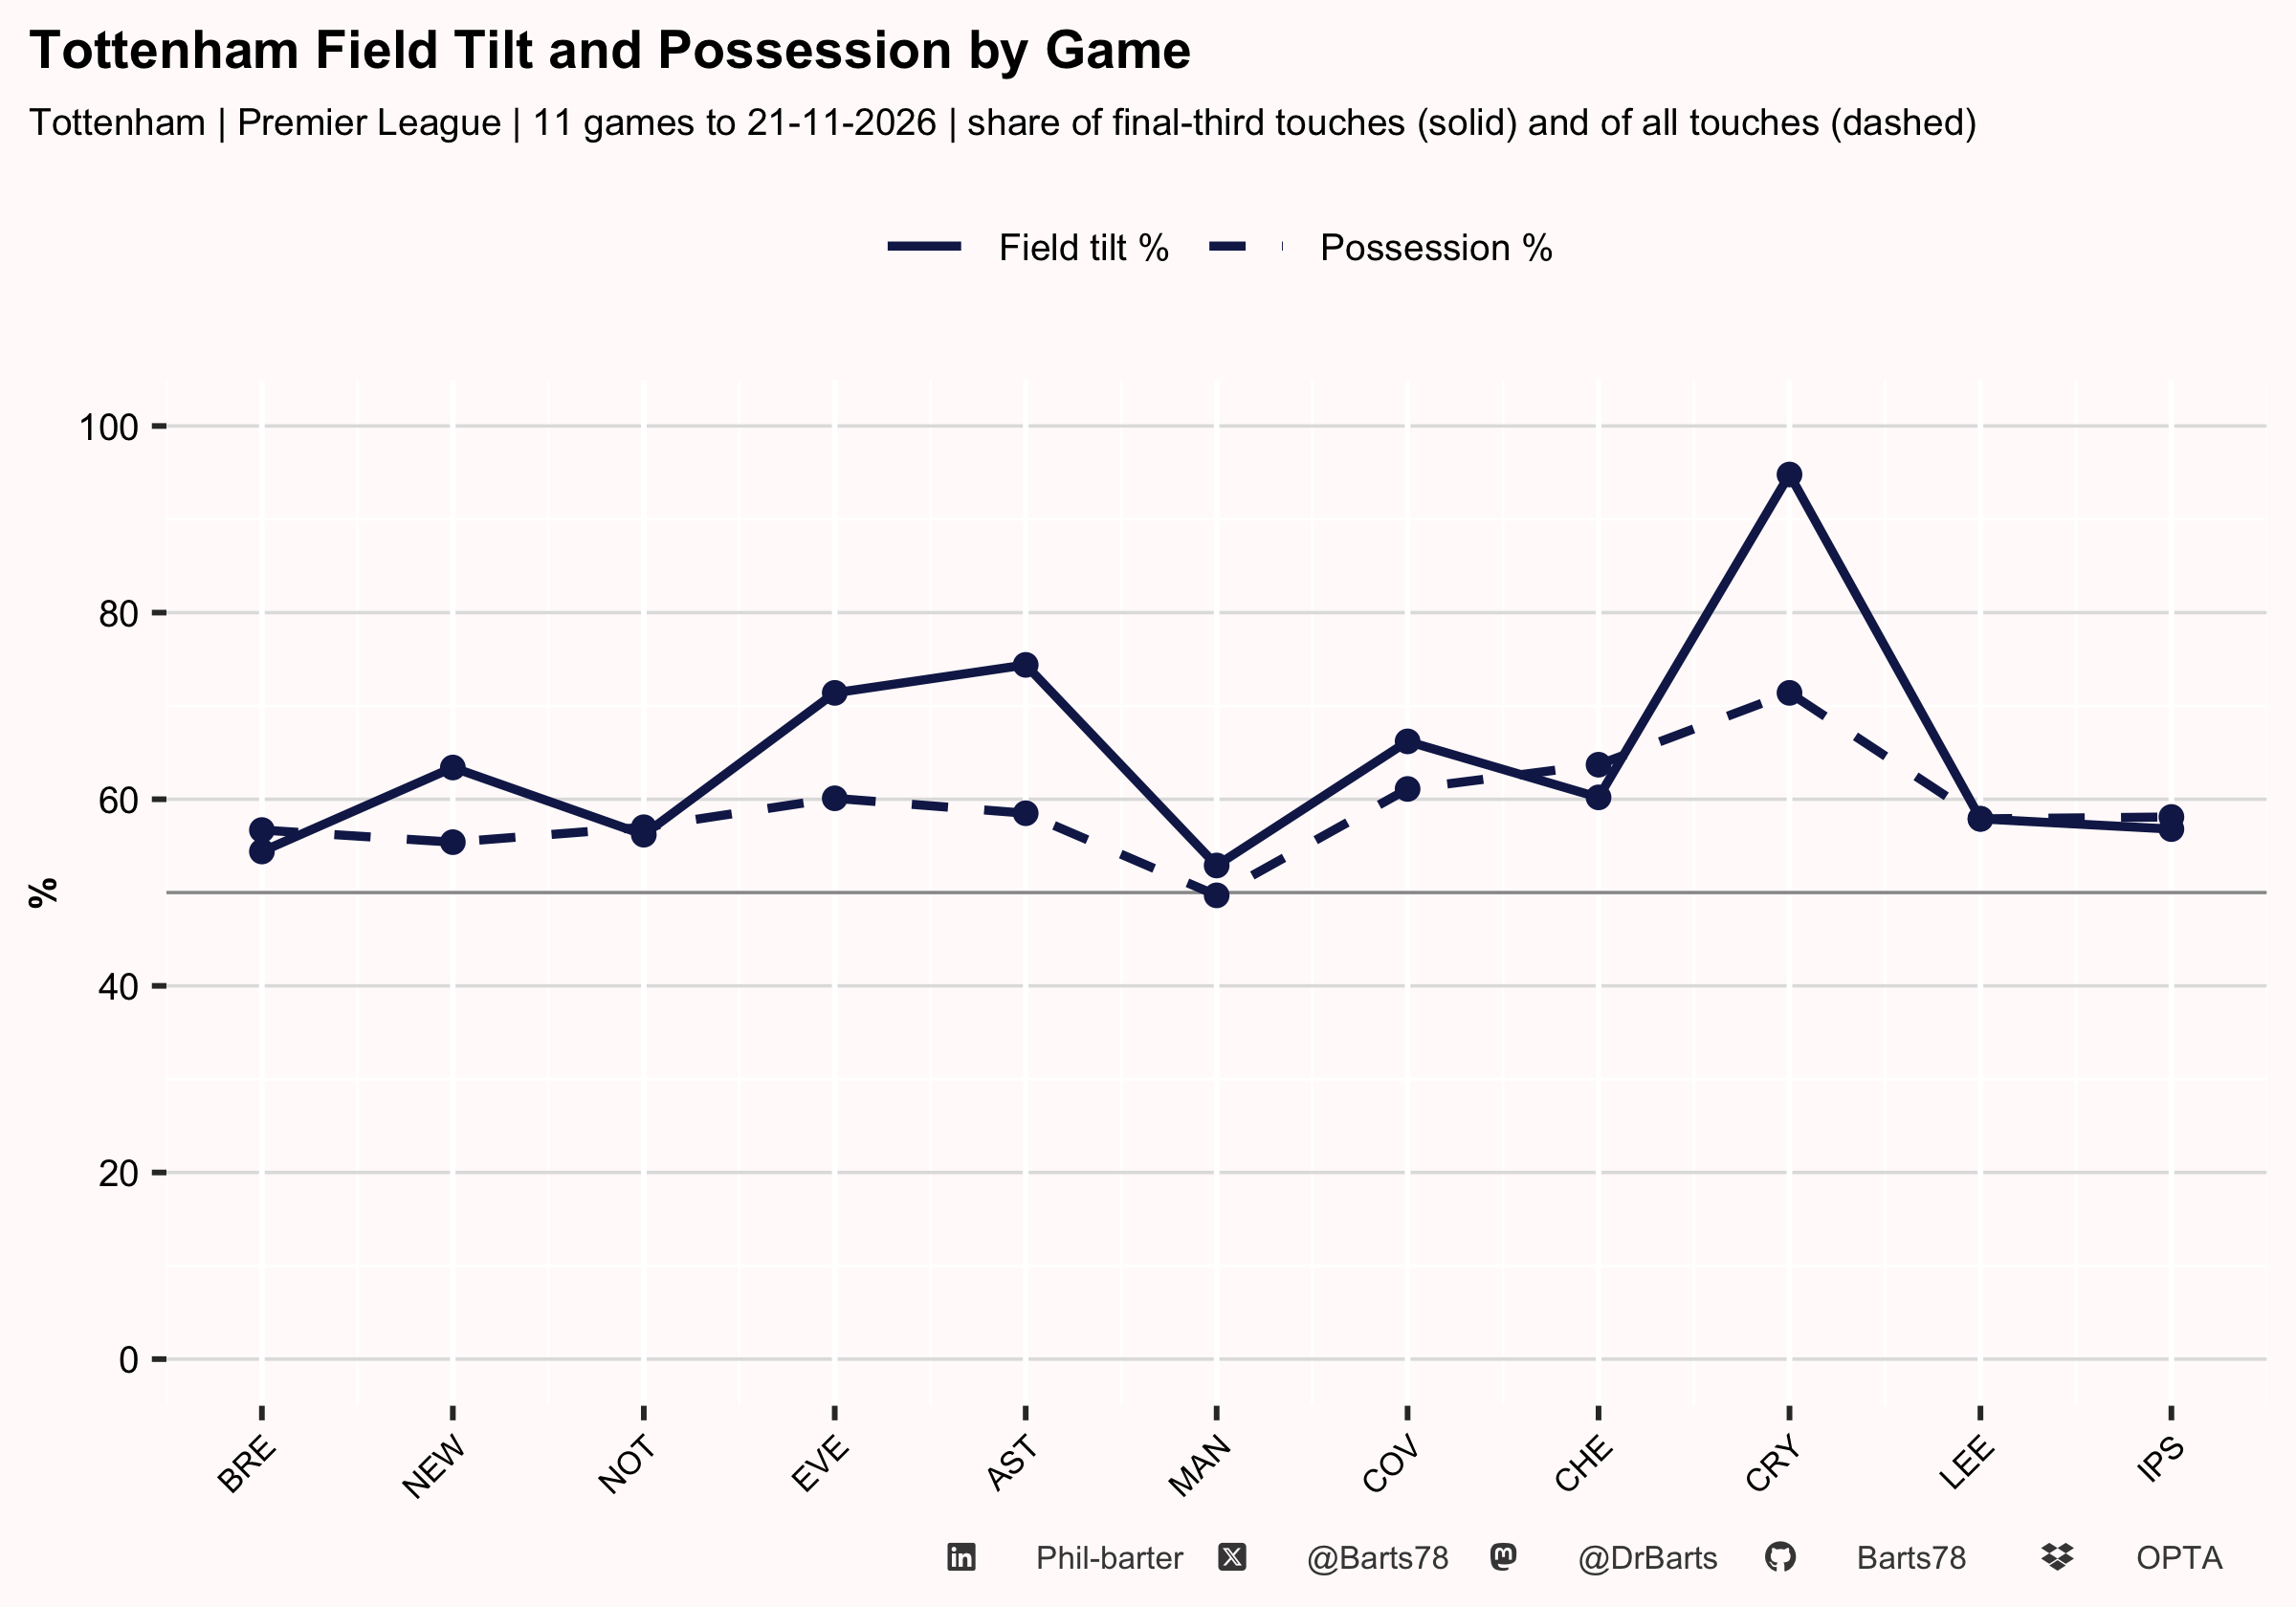 Tottenham Field Tilt and Possession by Game
Tottenham | Premier League | 11 games to 21-11-2026 | share of final-third touches (solid) and of all touches (dashed)
Field tilt % Possession %
100
80
60
40
20
0
%
BRE NEW NOT EVE AST MAN COV CHE CRY LEE IPS
Phil-barter @Barts78 @DrBarts Barts78 OPTA